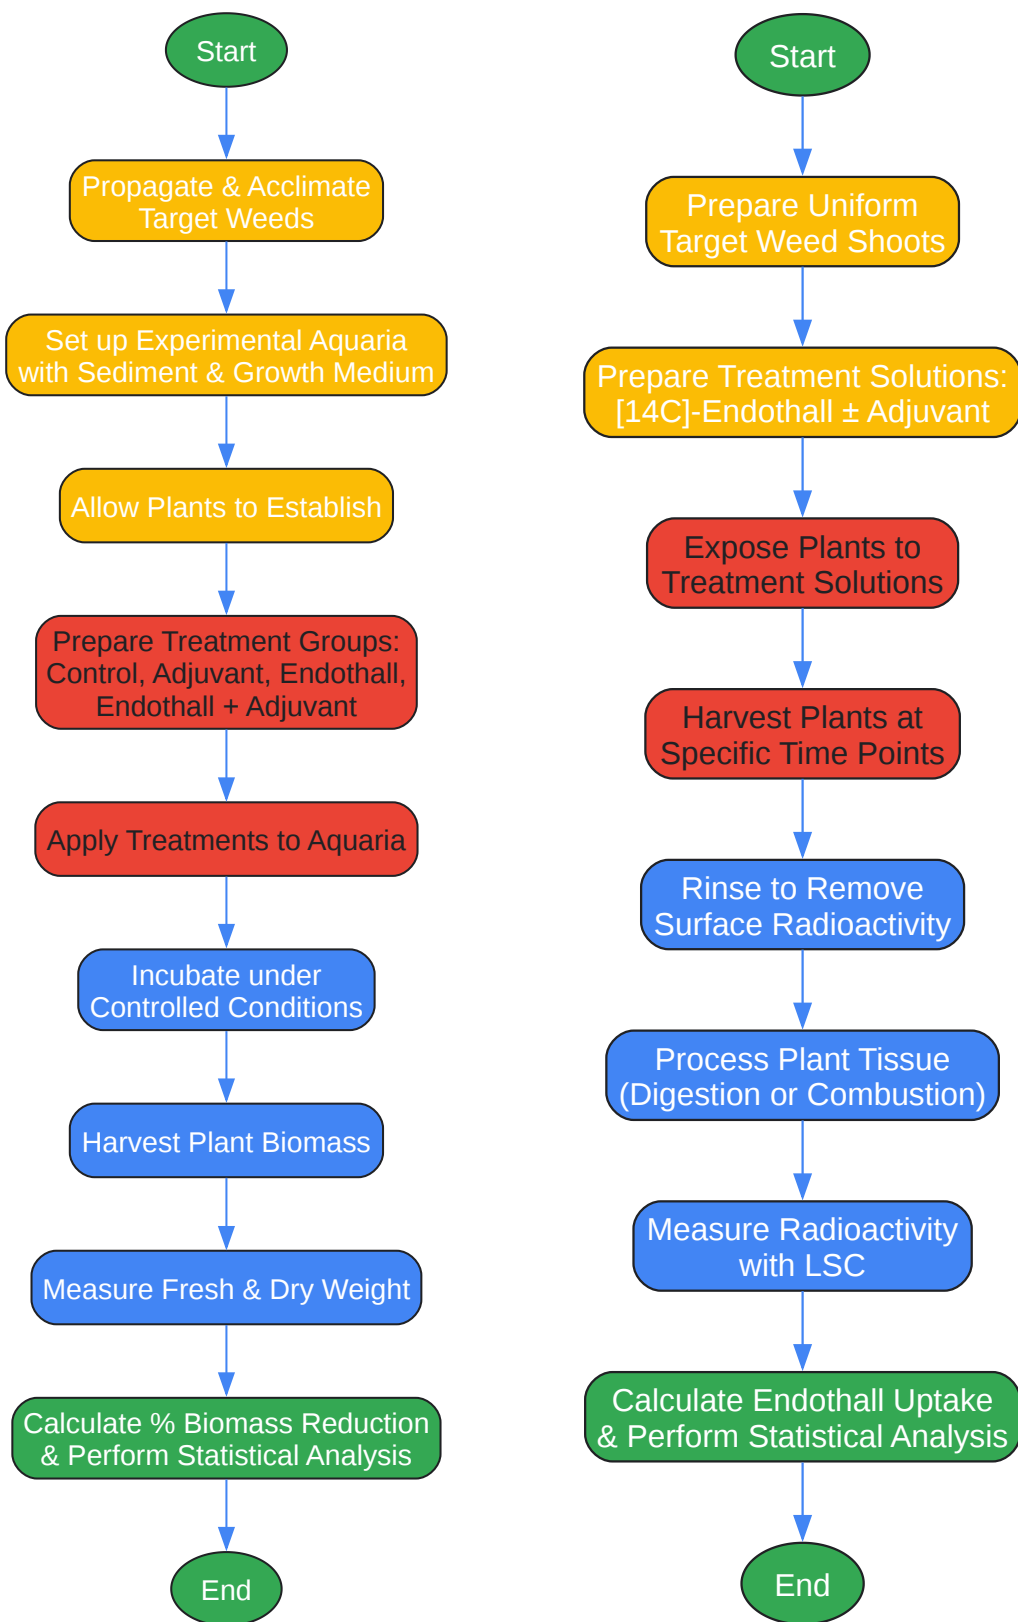 Start
Propagate & Acclimate
Target Weeds
Set up Experimental Aquaria
with Sediment & Growth Medium
Allow Plants to Establish
Prepare Treatment Groups:
Control, Adjuvant, Endothall,
Endothall + Adjuvant
Apply Treatments to Aquaria
Incubate under
Controlled Conditions
Harvest Plant Biomass
Measure Fresh & Dry Weight
Calculate % Biomass Reduction
& Perform Statistical Analysis
End
Start
Prepare Uniform
Target Weed Shoots
Prepare Treatment Solutions:
[14C]-Endothall ± Adjuvant
Expose Plants to
Treatment Solutions
Harvest Plants at
Specific Time Points
Rinse to Remove
Surface Radioactivity
Process Plant Tissue
(Digestion or Combustion)
Measure Radioactivity
with LSC
Calculate Endothall Uptake
& Perform Statistical Analysis
End